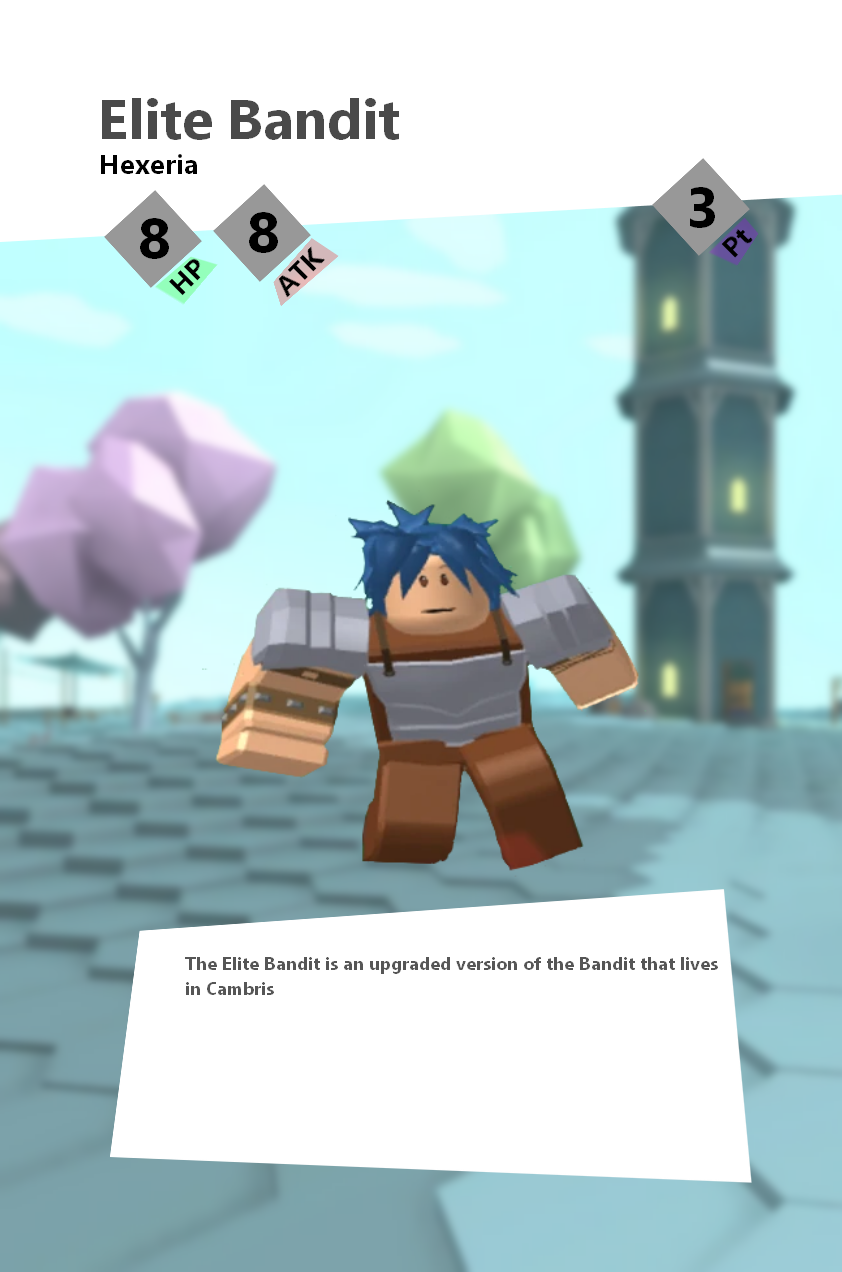 Elite Bandit
Hexeria
8
HP
8
ATK
3
Pt
The Elite Bandit is an upgraded version of the Bandit that lives
in Cambris